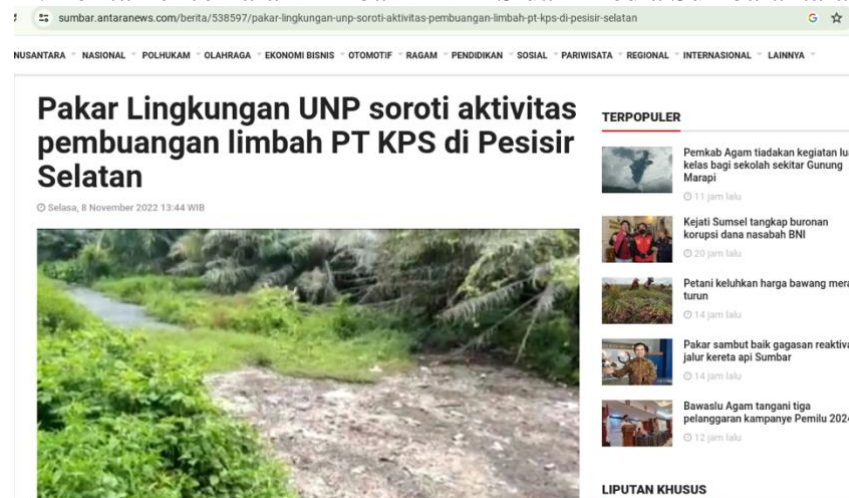 sumbar.antaranews.com/berita/538597/pakar-lingkungan-unp-soroti-aktivitas-pembuangan-limbah-pt-kps-di-pesisir-selatan
NUSANTARA NASIONAL POLHUKAM OLAHRAGA EKONOMI BISNIS OTOMOTIF RAGAM PENDIDIKAN SOSIAL PARIWISATA REGIONAL INTERNASIONAL LAINNYA
Pakar Lingkungan UNP soroti aktivitas
pembuangan limbah PT KPS di Pesisir
Selatan
Selasa, 8 November 2022 13:44 WIB
TERPOPULER
Pemkab Agam tiadakan kegiatan lua
kelas bagi sekolah sekitar Gunung
Marapi
11 jam lalu
Kejati Sumsel tangkap buronan
korupsi dana nasabah BNI
20 jam lalu
Petani keluhkan harga bawang mera
turun
14 jam lalu
Pakar sambut baik gagasan reaktiva
jalur kereta api Sumbar
14 jam lalu
Bawaslu Agam tangani tiga
pelanggaran kampanye Pemilu 2024
12 jam lalu
LIPUTAN KHUSUS